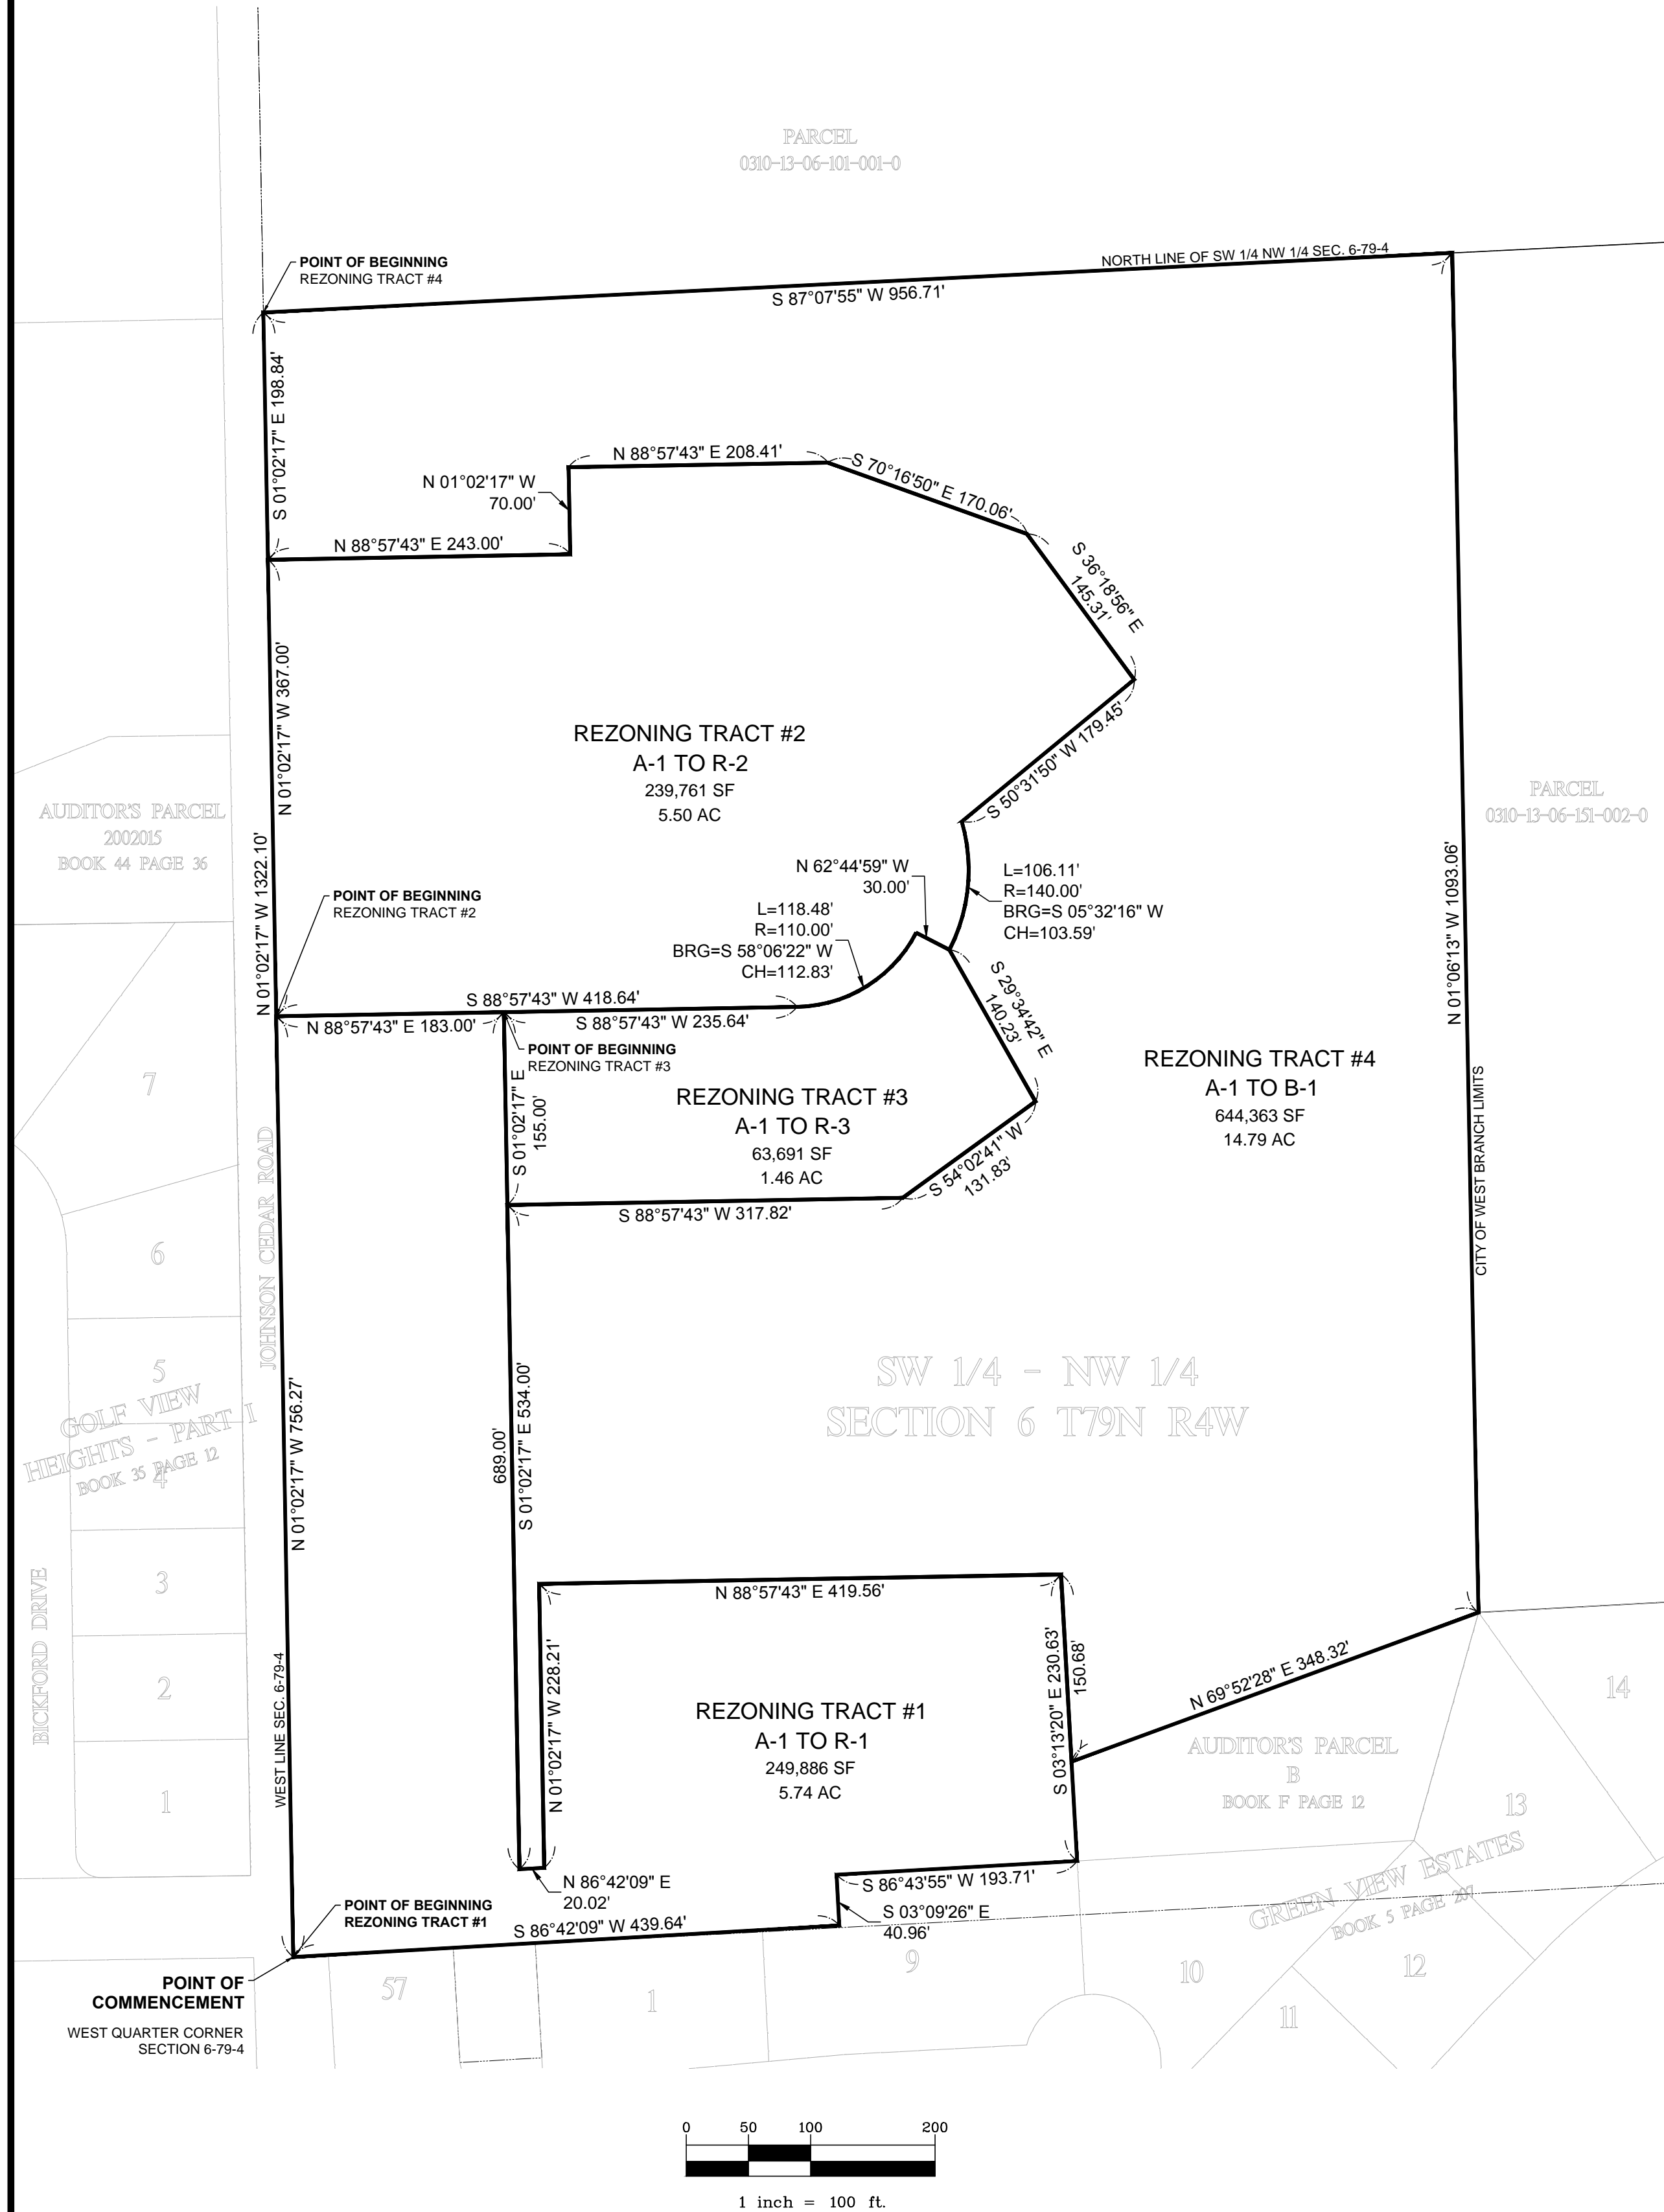 PARCEL
0310-13-06-101-001-0
POINT OF BEGINNING
REZONING TRACT #4
NORTH LINE OF SW 1/4 NW 1/4 SEC. 6-79-4
S 87°07'55" W 956.71'
S 01°02'17" E 198.84'
N 88°57'43" E 208.41'
N 01°02'17" W
70.00'
S 70°16'50" E 170.06'
N 88°57'43" E 243.00'
S 36°18'56" E
145.31'
N 01°02'17" W 367.00'
REZONING TRACT #2
A-1 TO R-2
239,761 SF
5.50 AC
S 50°31'50" W 179.45'
AUDITOR'S PARCEL
2002015
BOOK 44 PAGE 36
PARCEL
0310-13-06-151-002-0
N 01°02'17" W 1322.10'
N 62°44'59" W
30.00'
L=106.11'
R=140.00'
BRG=S 05°32'16" W
CH=103.59'
N 01°06'13" W 1093.06'
POINT OF BEGINNING
REZONING TRACT #2
L=118.48'
R=110.00'
BRG=S 58°06'22" W
CH=112.83'
S 88°57'43" W 418.64'
N 88°57'43" E 183.00'
S 88°57'43" W 235.64'
S 29°34'42" E
140.23'
POINT OF BEGINNING
REZONING TRACT #3
S 01°02'17" E
155.00'
REZONING TRACT #3
A-1 TO R-3
63,691 SF
1.46 AC
REZONING TRACT #4
A-1 TO B-1
644,363 SF
14.79 AC
S 54°02'41" W
131.83'
S 88°57'43" W 317.82'
7
6
5
4
3
2
1
JOHNSON CEDAR ROAD
CITY OF WEST BRANCH LIMITS
GOLF VIEW
HEIGHTS - PART I
BOOK 35 PAGE 12
SW 1/4 - NW 1/4
SECTION 6 T79N R4W
N 01°02'17" W 756.27'
689.00'
S 01°02'17" E 534.00'
BICKFORD DRIVE
WEST LINE SEC. 6-79-4
N 88°57'43" E 419.56'
N 01°02'17" W 228.21'
S 03°13'20" E 230.63'
150.68'
N 69°52'28" E 348.32'
REZONING TRACT #1
A-1 TO R-1
249,886 SF
5.74 AC
AUDITOR'S PARCEL
B
BOOK F PAGE 12
14
13
GREEN VIEW ESTATES
BOOK 5 PAGE 207
N 86°42'09" E
20.02'
S 86°43'55" W 193.71'
S 03°09'26" E
40.96'
POINT OF BEGINNING
REZONING TRACT #1
S 86°42'09" W 439.64'
POINT OF
COMMENCEMENT
WEST QUARTER CORNER
SECTION 6-79-4
57
1
9
10
11
12
0 50 100 200
1 inch = 100 ft.